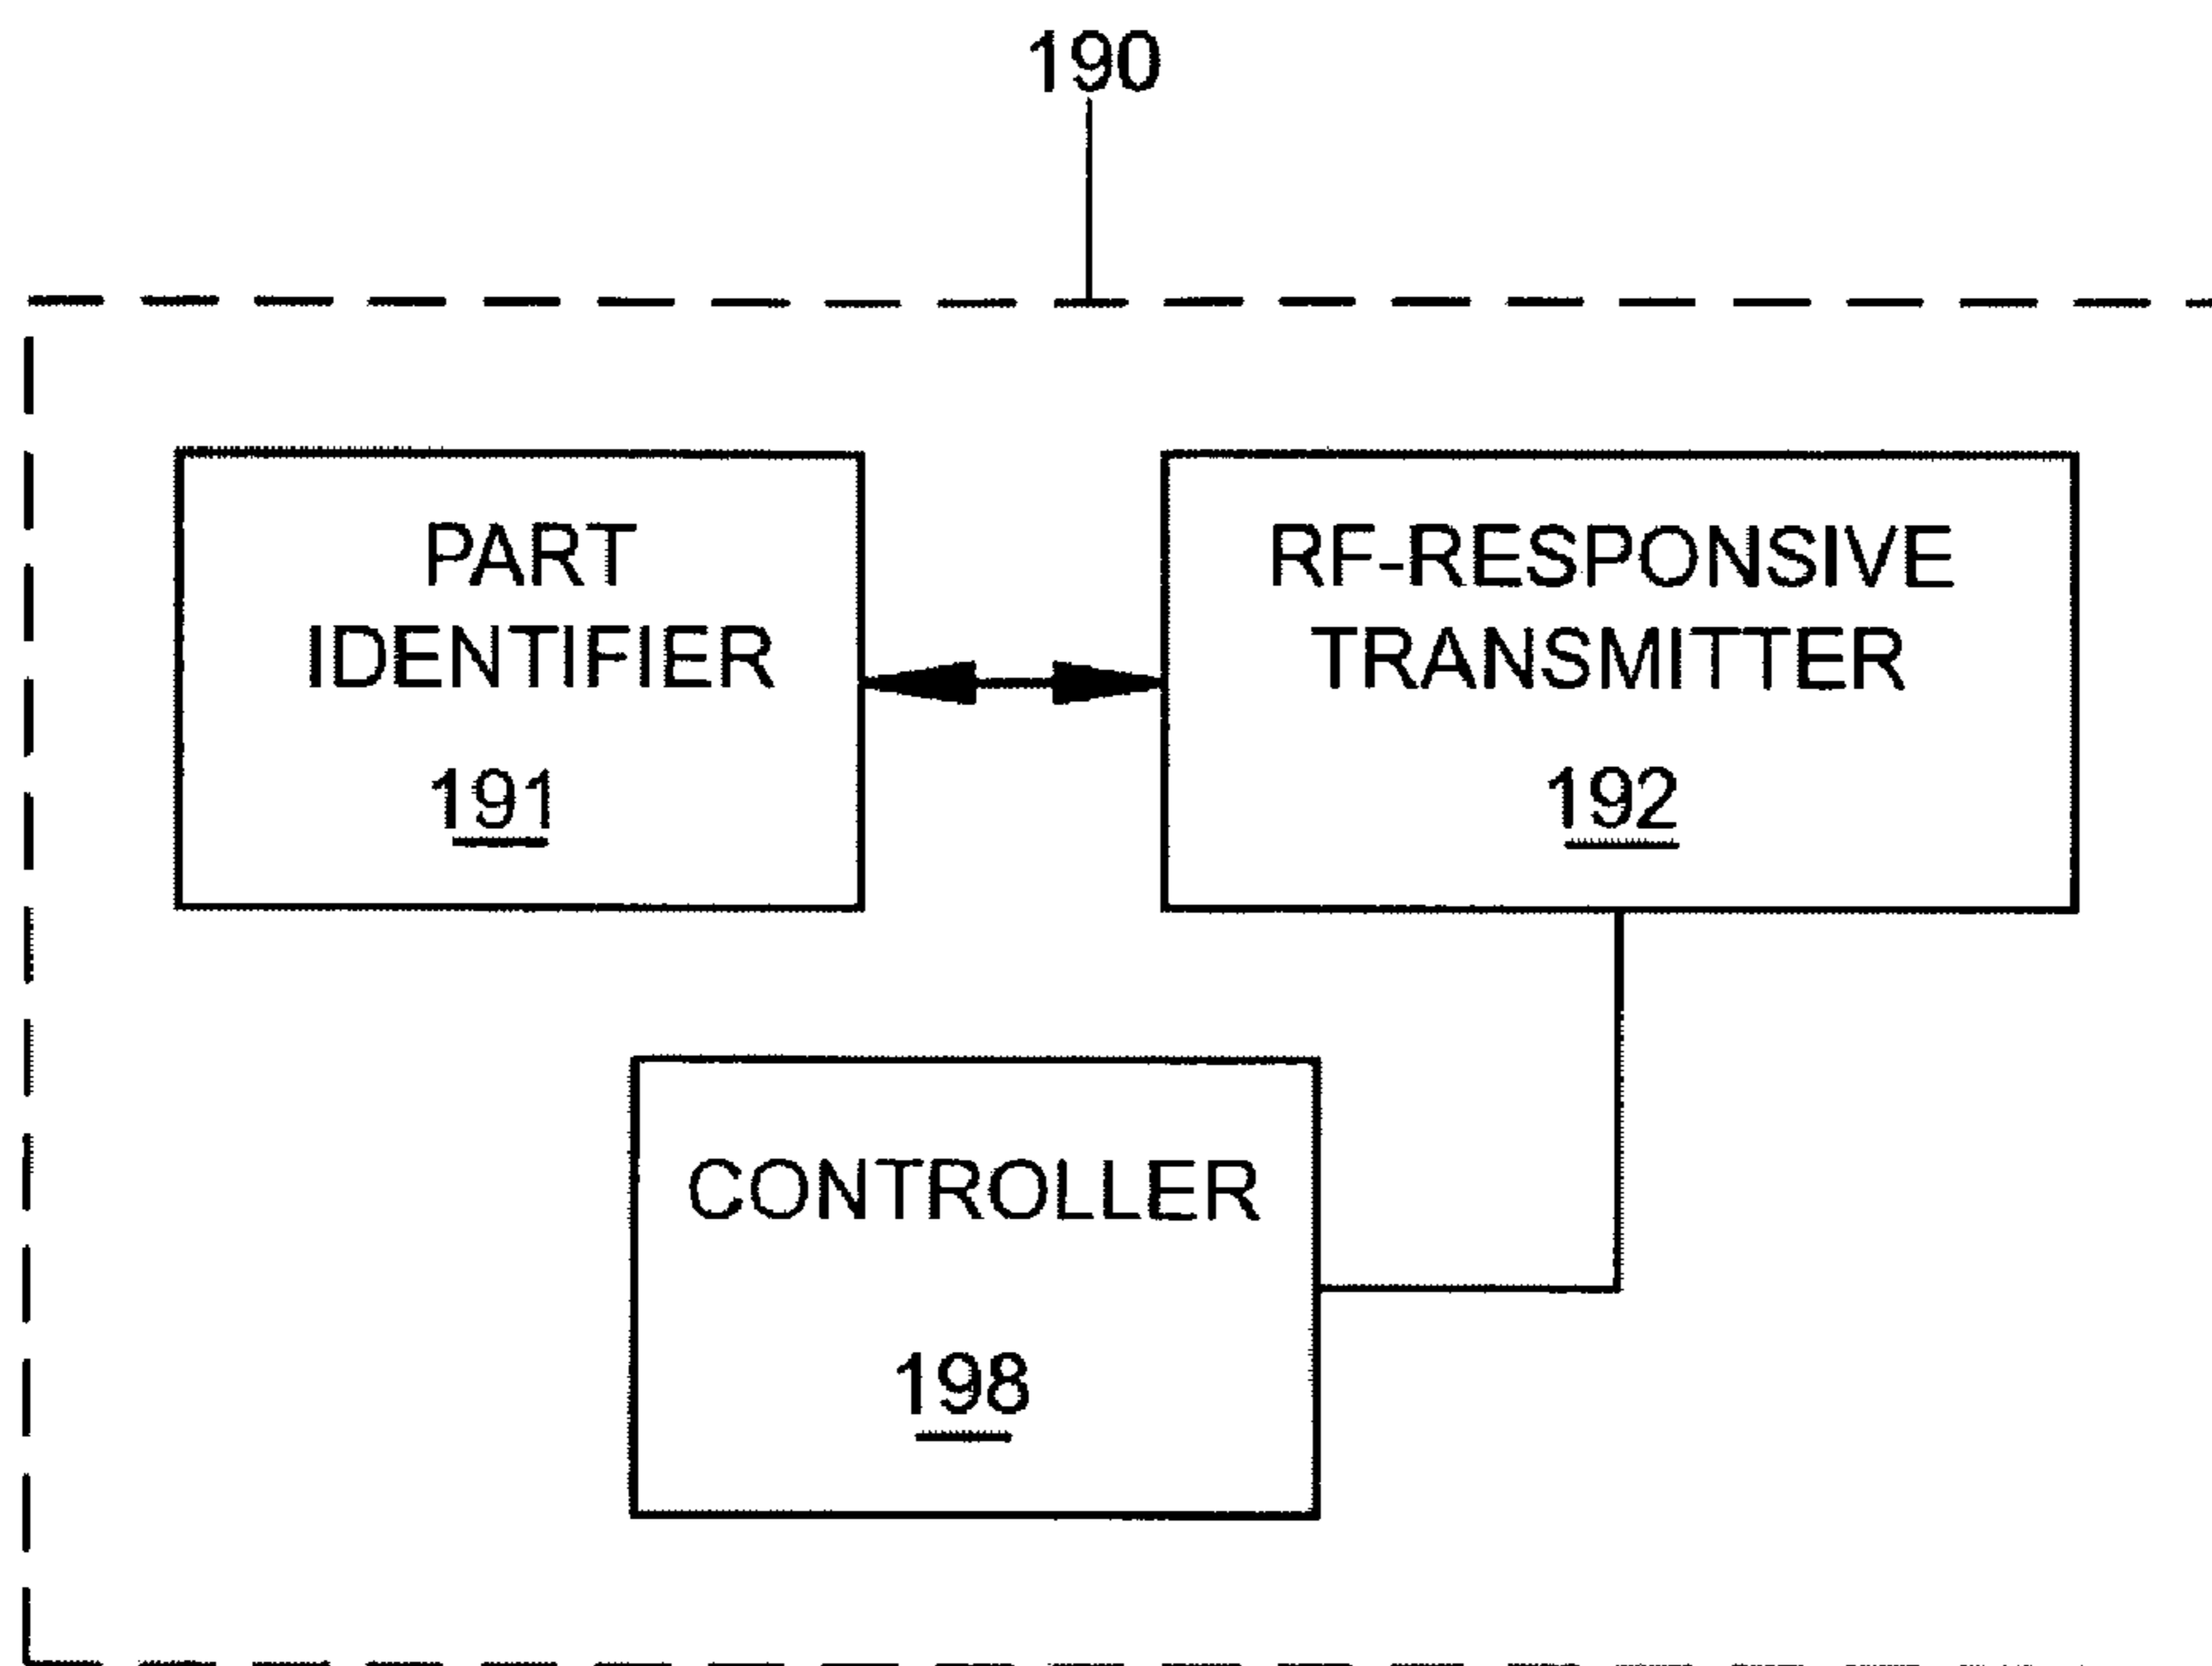 190
PART
IDENTIFIER
191
RF-RESPONSIVE
TRANSMITTER
192
CONTROLLER
198